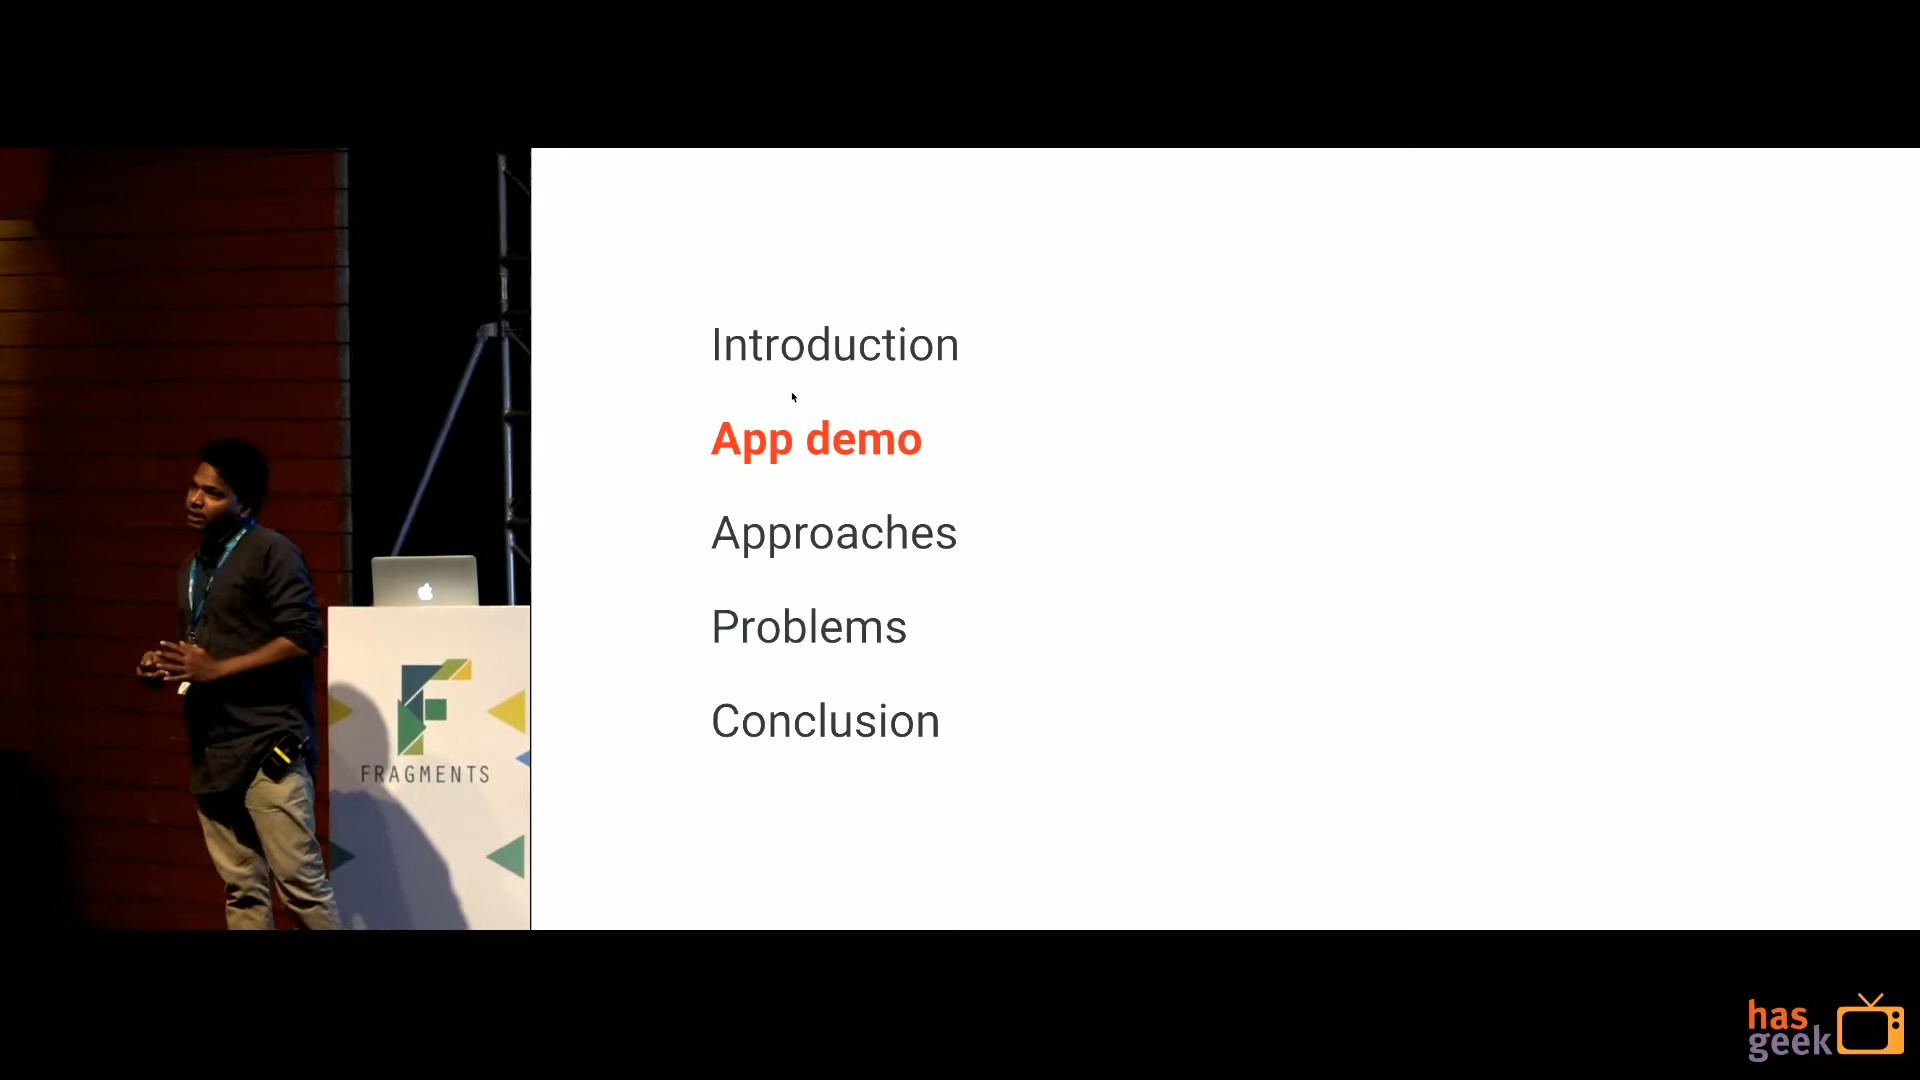 Introduction
App demo
Approaches
Problems
Conclusion
FRAGMENTS
has
geek